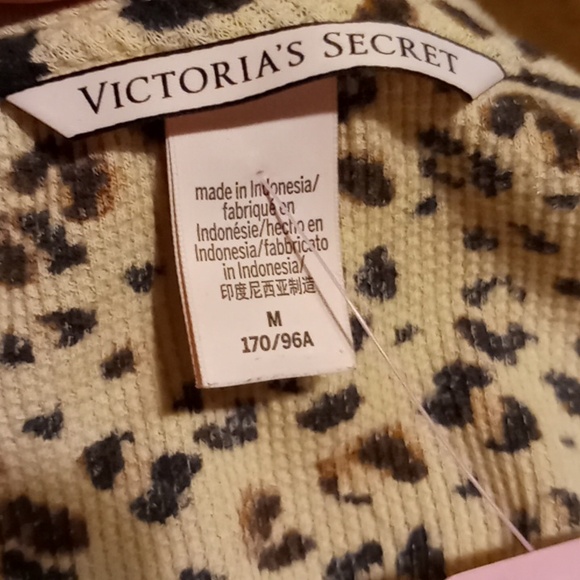 VICTORIA'S SECRET
made in Indonesia/
fabriqué en
Indonésie/hecho en
Indonesia/fabbricato
in Indonesia/
印度尼西亚制造
M
170/96A